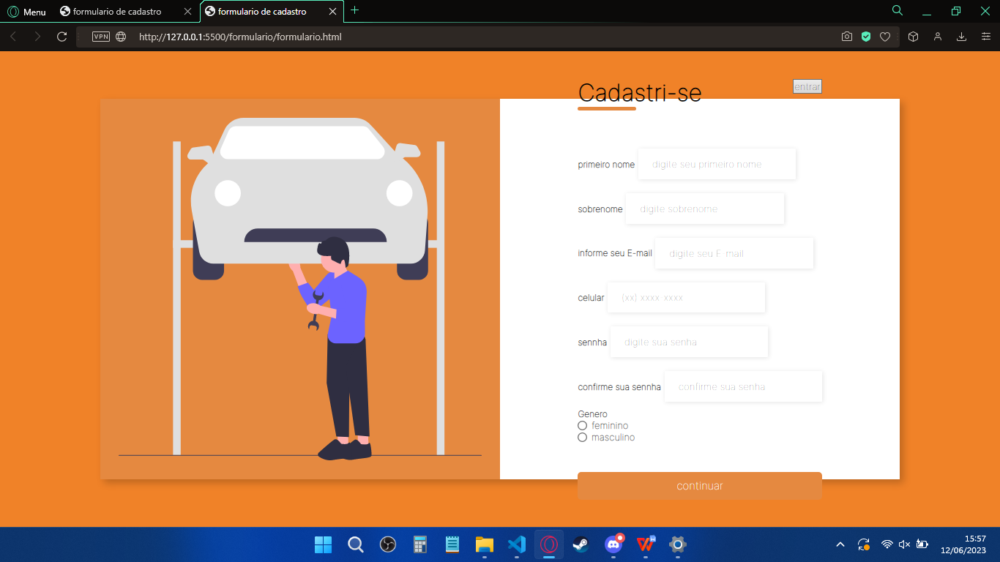 Menu
formulario de cadastro
formulario de cadastro
VPN
http://127.0.0.1:5500/formulario/formulario.html
Cadastri-se
entrar
primeiro nome
digite seu primeiro nome
sobrenome
digite sobrenome
informe seu E-mail
digite seu E-mail
celular
(xx) xxxx-xxxx
sennha
digite sua senha
confirme sua sennha
confirme sua senha
Genero
feminino
masculino
continuar
15:57
12/06/2023